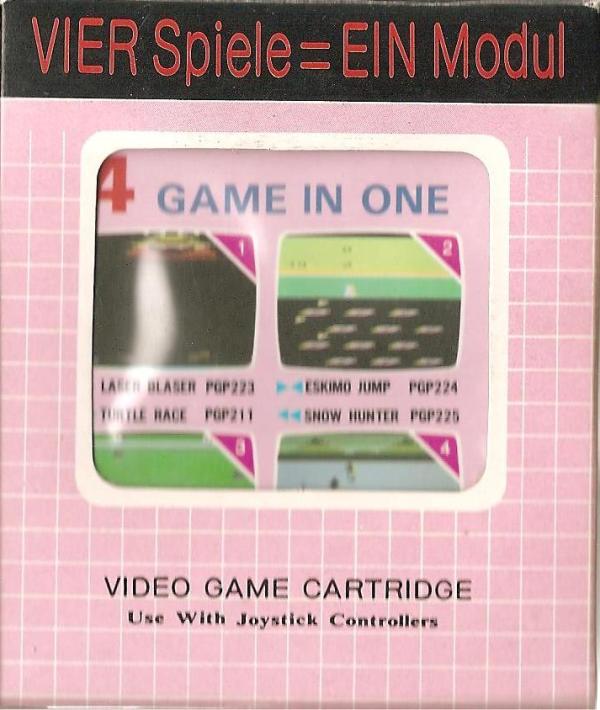 VIER Spiele = EIN Modul
4 GAME IN ONE
1 2
LASER BLASER PGP223 ESKIMO JUMP PGP224
TURTLE RACE PGP211 SNOW HUNTER PGP225
3 4
VIDEO GAME CARTRIDGE
Use With Joystick Controllers